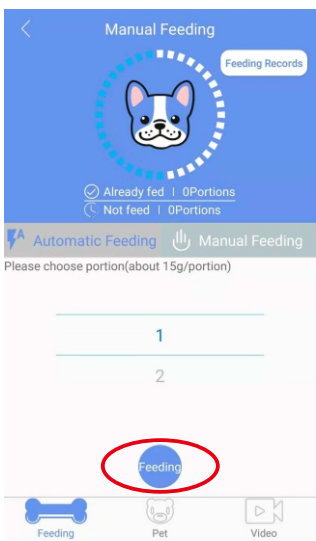 Manual Feeding
Feeding Records
Already fed | 0Portions
Not feed | 0Portions
A Automatic Feeding Manual Feeding
Please choose portion(about 15g/portion)
1
2
Feeding
Feeding Pet Video